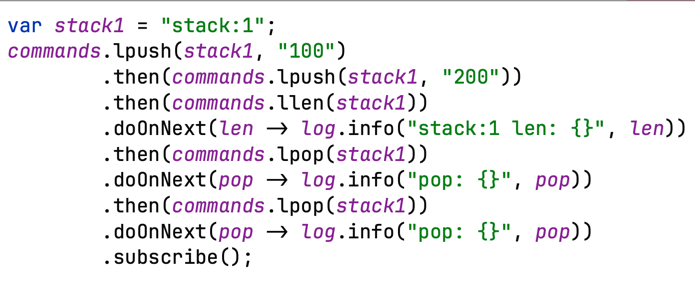 var stack1 = "stack:1";
commands.lpush(stack1, "100")
        .then(commands.lpush(stack1, "200"))
        .then(commands.llen(stack1))
        .doOnNext(len → log.info("stack:1 len: {}", len))
        .then(commands.lpop(stack1))
        .doOnNext(pop → log.info("pop: {}", pop))
        .then(commands.lpop(stack1))
        .doOnNext(pop → log.info("pop: {}", pop))
        .subscribe();